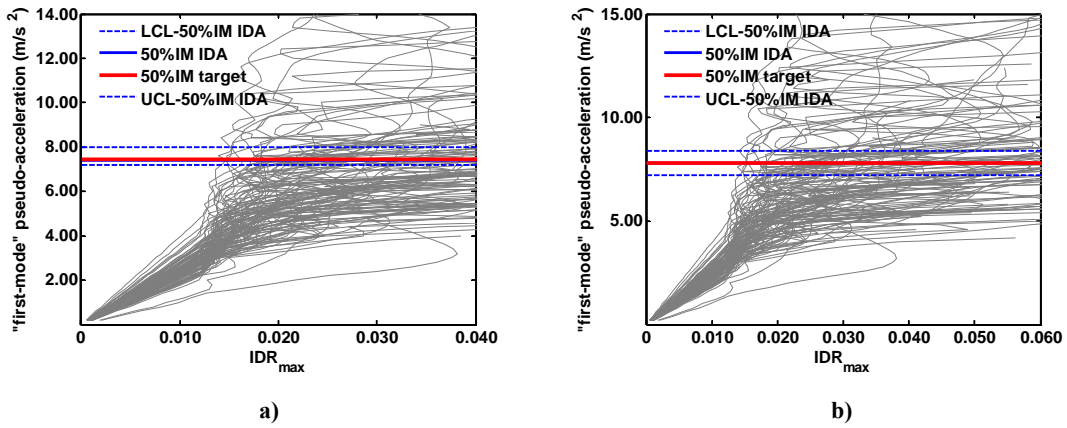 14.00
12.00
10.00
8.00
6.00
4.00
2.00
"first-mode" pseudo-acceleration (m/s 2)
LCL-50%IM IDA
50%IM IDA
50%IM target
UCL-50%IM IDA
0 0.010 0.020 0.030 0.040
IDRmax
a)
15.00
10.00
5.00
"first-mode" pseudo-acceleration (m/s 2)
LCL-50%IM IDA
50%IM IDA
50%IM target
UCL-50%IM IDA
0 0.010 0.020 0.030 0.040 0.050 0.060
IDRmax
b)